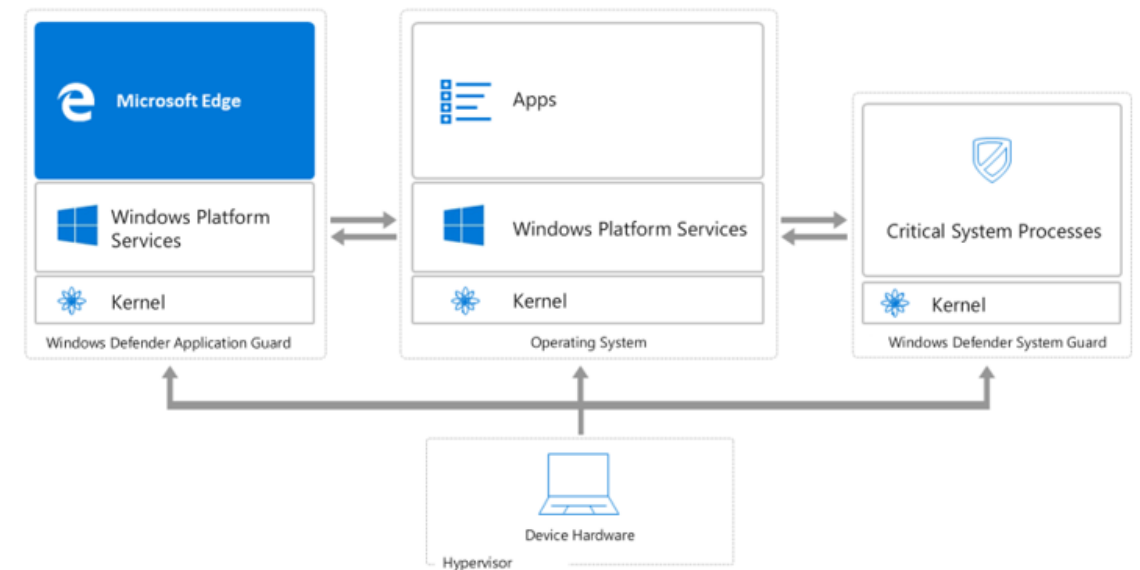 Microsoft Edge
Windows Platform
Services
Kernel
Windows Defender Application Guard
Apps
Windows Platform Services
Kernel
Operating System
Critical System Processes
Kernel
Windows Defender System Guard
Device Hardware
Hypervisor